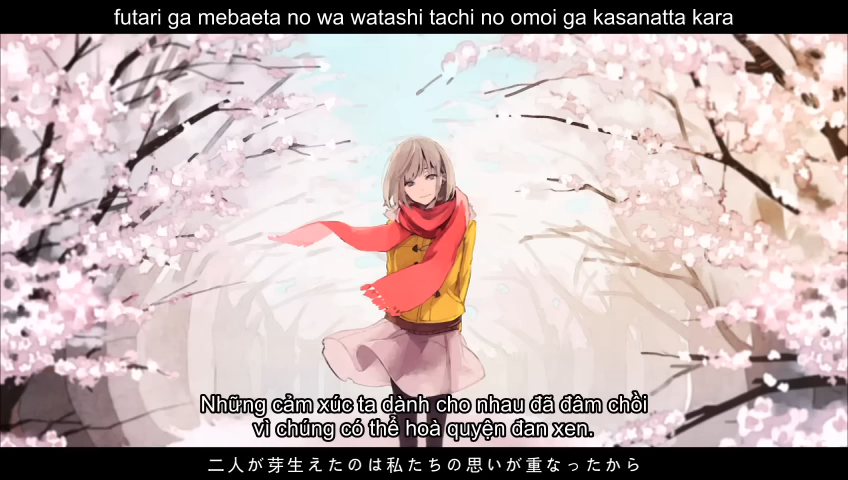 futari ga mebaeta no wa watashi tachi no omoi ga kasanatta kara
Những cảm xúc ta dành cho nhau đã đâm chồi
vì chúng có thể hoà quyện đan xen.
二人が芽生えたのは私たちの思いが重なったから